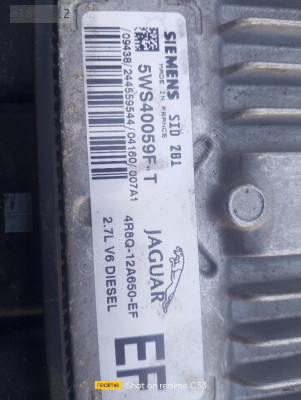 SIEMENS SID 201
MADE IN FRANCE
5WS40059F-T
/09438/244559544/04160/007A1
JAGUAR
4R8Q-12A650-EF
2.7L V6 DIESEL
EF
realme Shot on realme C53